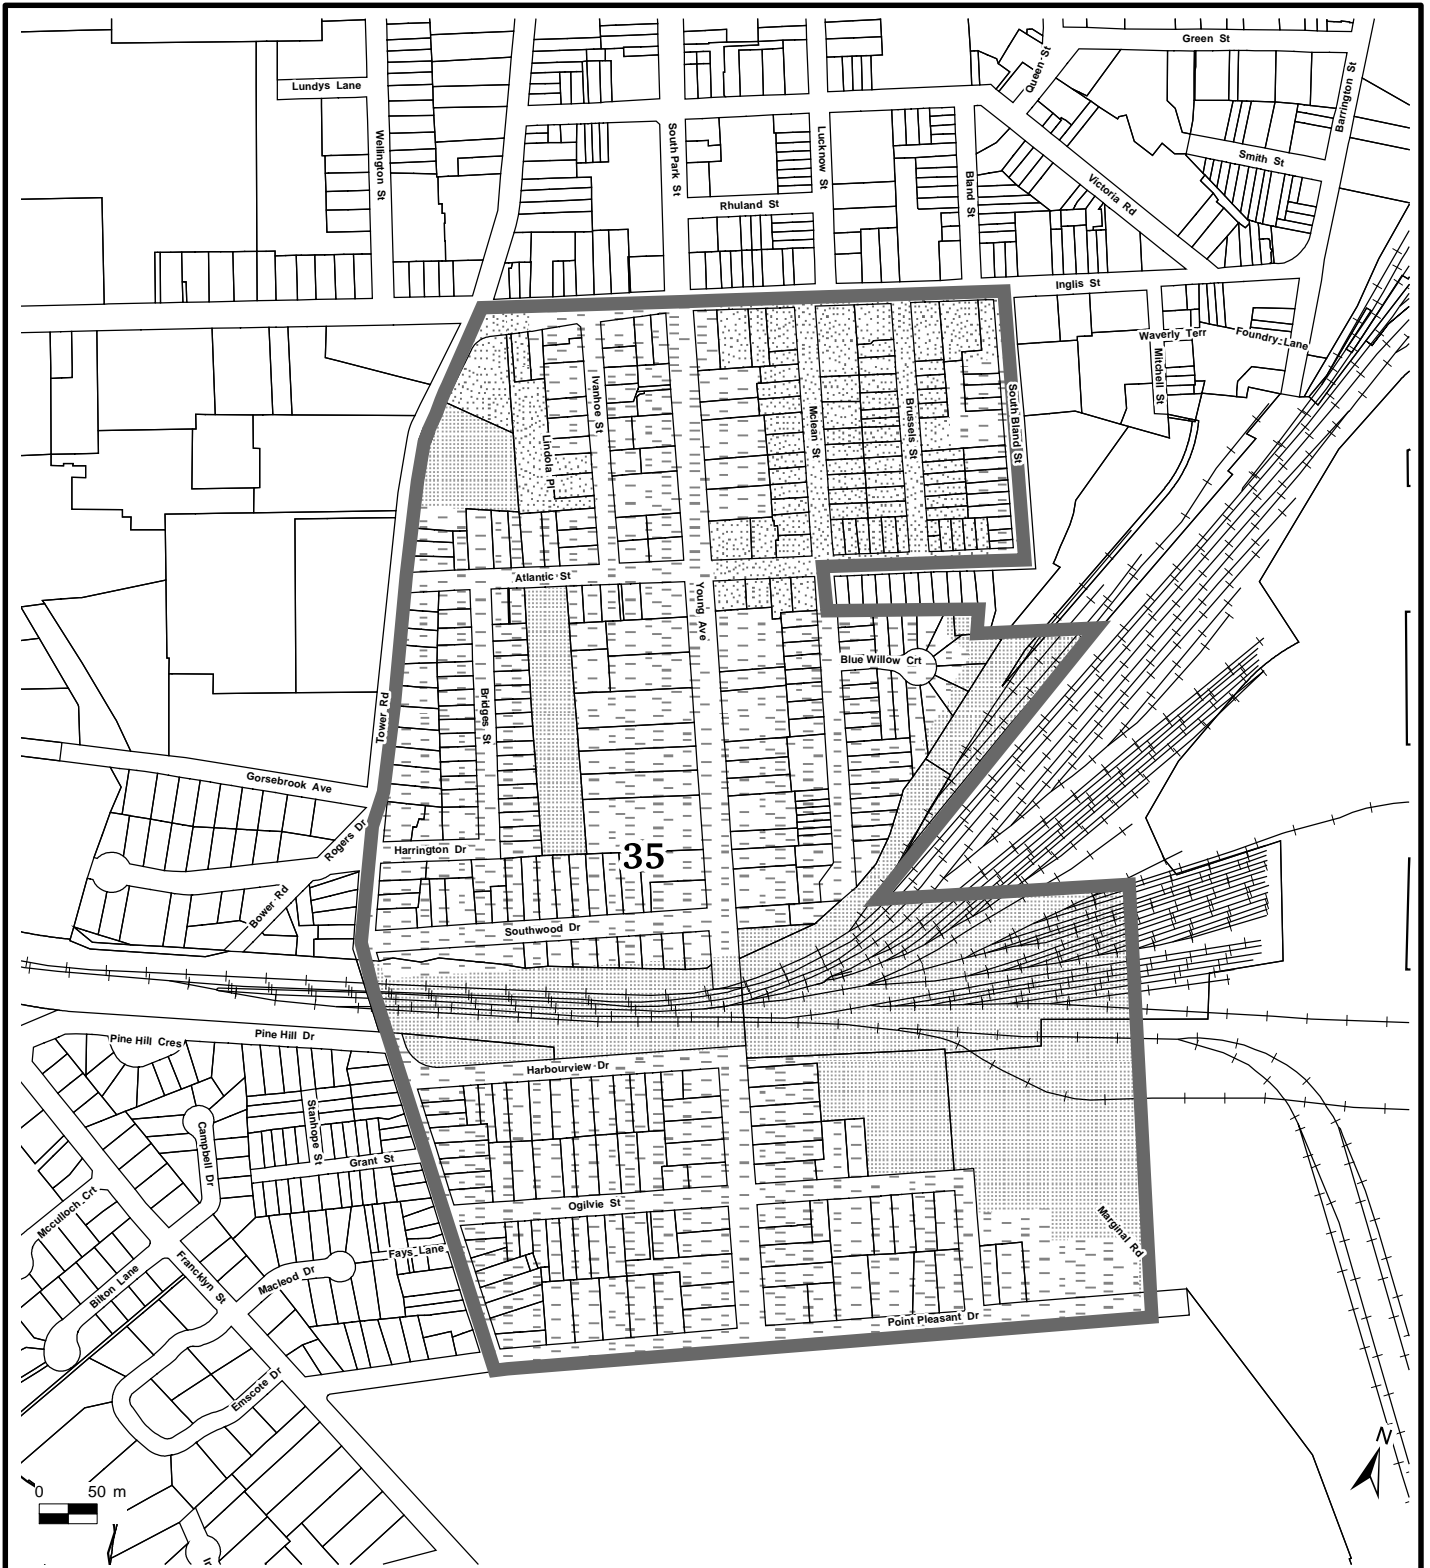 Green St
Queen St
Barrington St
Lundys Lane
Wellington St
South Park St
Lucknow St
Bland St
Smith St
Victoria Rd
Rhuland St
Inglis St
Waverly Terr
Foundry Lane
Mitchell St
Ivanhoe St
Lindola Pl
Mclean St
Brussels St
South Bland St
Atlantic St
Young Ave
Blue Willow Crt
Tower Rd
Bridges St
Gorsebrook Ave
Rogers Dr
Harrington Dr
35
Bower Rd
Southwood Dr
Pine Hill Cres
Pine Hill Dr
Harbourview Dr
Stanhope St
Campbell Dr
Grant St
Mcculloch Crt
Ogilvie St
Marginal Rd
Fays Lane
Francklyn St
Macleod Dr
Bilton Lane
Point Pleasant Dr
Emscote Dr
N
0 50 m